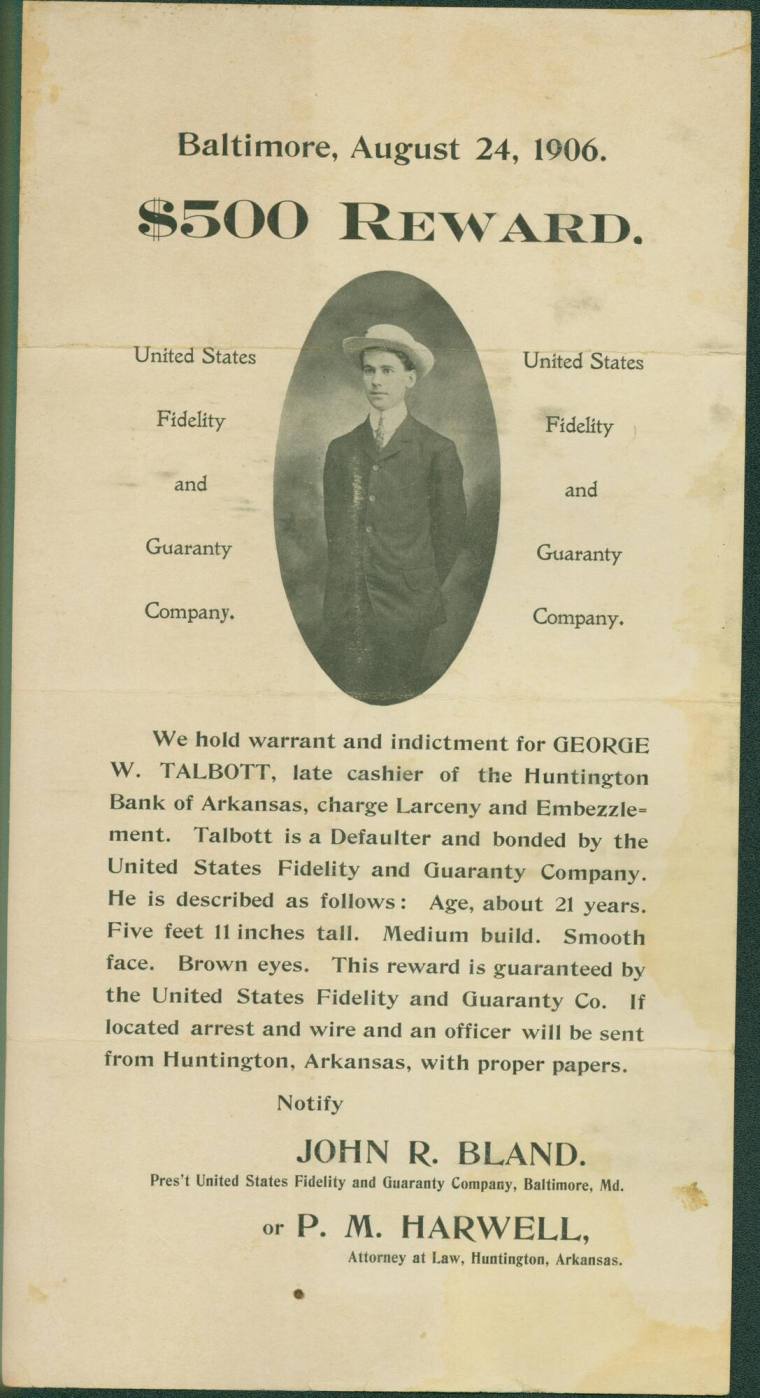 Baltimore, August 24, 1906.
$500 REWARD.
United States
Fidelity
and
Guaranty
Company.
United States
Fidelity
and
Guaranty
Company.
We hold warrant and indictment for GEORGE
W. TALBOTT, late cashier of the Huntington
Bank of Arkansas, charge Larceny and Embezzle-
ment. Talbott is a Defaulter and bonded by the
United States Fidelity and Guaranty Company.
He is described as follows: Age, about 21 years.
Five feet 11 inches tall. Medium build. Smooth
face. Brown eyes. This reward is guaranteed by
the United States Fidelity and Guaranty Co. If
located arrest and wire and an officer will be sent
from Huntington, Arkansas, with proper papers.
Notify
JOHN R. BLAND.
Pres't United States Fidelity and Guaranty Company, Baltimore, Md.
or P. M. HARWELL,
Attorney at Law, Huntington, Arkansas.